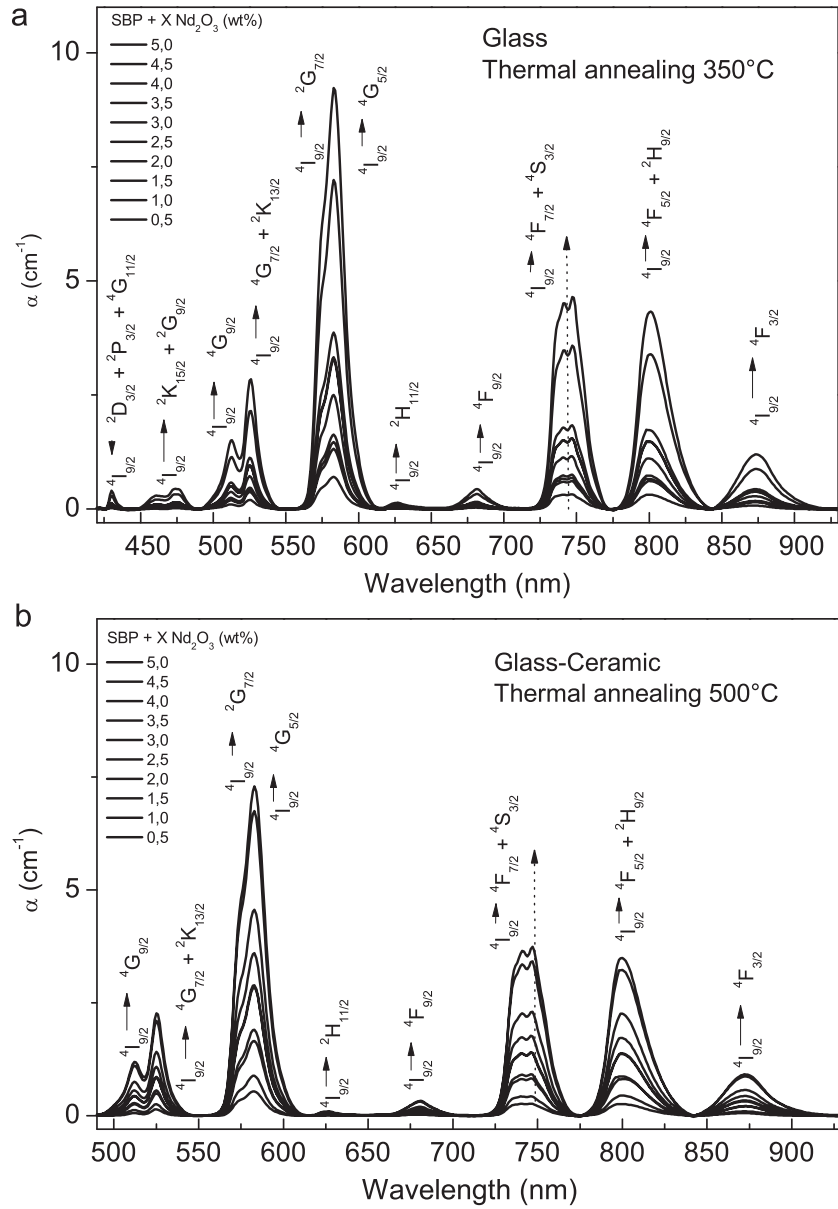 a
SBP + X Nd₂O₃ (wt%)
5,0
4,5
4,0
3,5
3,0
2,5
2,0
1,5
1,0
0,5
Glass
Thermal annealing 350°C
⁴I₉/₂ → ²D₃/₂ + ²P₃/₂ + ⁴G₁₁/₂
⁴I₉/₂ → ²K₁₅/₂ + ²G₉/₂
⁴I₉/₂ → ⁴G₉/₂
⁴I₉/₂ → ⁴G₇/₂ + ²K₁₃/₂
⁴I₉/₂ → ²G₇/₂
⁴I₉/₂ → ⁴G₅/₂
⁴I₉/₂ → ²H₁₁/₂
⁴I₉/₂ → ⁴F₉/₂
⁴I₉/₂ → ⁴F₇/₂ + ⁴S₃/₂
⁴I₉/₂ → ⁴F₅/₂ + ²H₉/₂
⁴I₉/₂ → ⁴F₃/₂
10
5
0
α (cm⁻¹)
450 500 550 600 650 700 750 800 850 900
Wavelength (nm)
b
SBP + X Nd₂O₃ (wt%)
5,0
4,5
4,0
3,5
3,0
2,5
2,0
1,5
1,0
0,5
Glass-Ceramic
Thermal annealing 500°C
⁴I₉/₂ → ⁴G₉/₂
⁴I₉/₂ → ⁴G₇/₂ + ²K₁₃/₂
⁴I₉/₂ → ²G₇/₂
⁴I₉/₂ → ⁴G₅/₂
⁴I₉/₂ → ²H₁₁/₂
⁴I₉/₂ → ⁴F₉/₂
⁴I₉/₂ → ⁴F₇/₂ + ⁴S₃/₂
⁴I₉/₂ → ⁴F₅/₂ + ²H₉/₂
⁴I₉/₂ → ⁴F₃/₂
10
5
0
α (cm⁻¹)
500 550 600 650 700 750 800 850 900
Wavelength (nm)